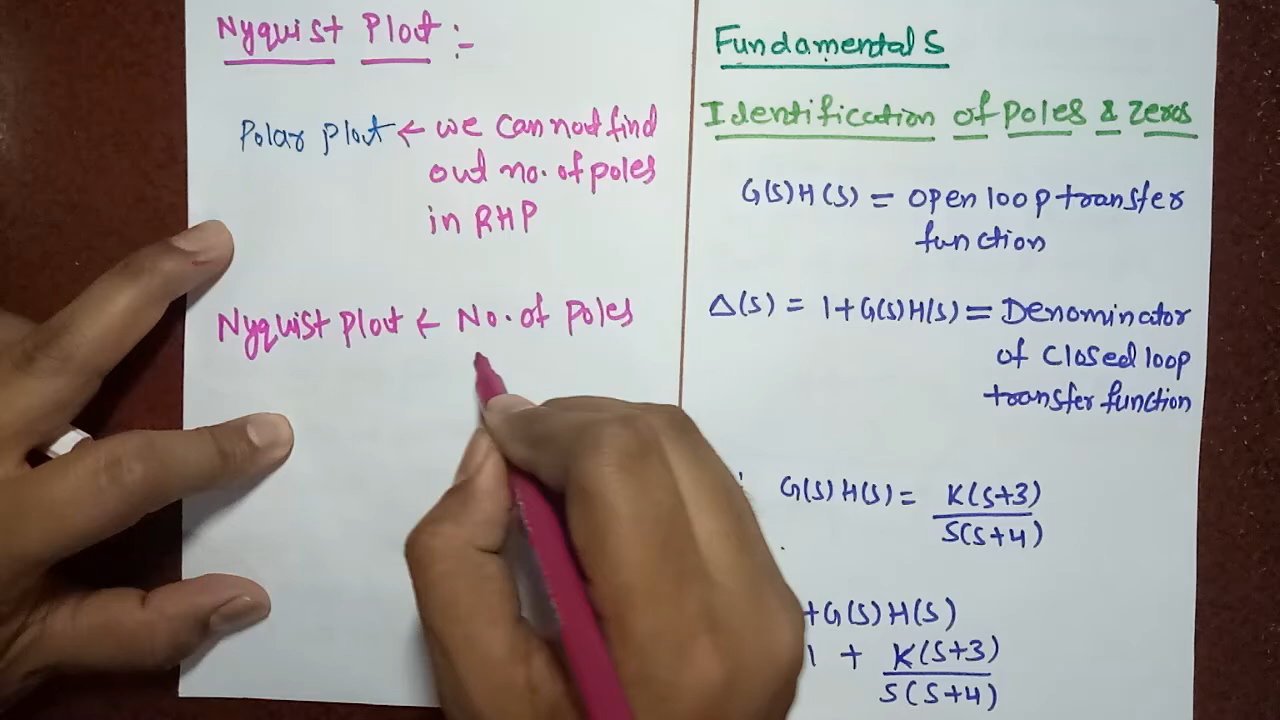 Nyquist Plot :-
Polar plot ← we can not find
out no. of poles
in RHP
Nyquist plot ← No. of poles
Fundamentals
Identification of Poles & Zeros
G(S)H(S) = open loop transfer
function
Δ(S) = 1+G(S)H(S) = Denominator
of Closed loop
transfer function
G(S)H(S) = K(S+3)
S(S+4)
+G(S)H(S)
1 + K(S+3)
S(S+4)